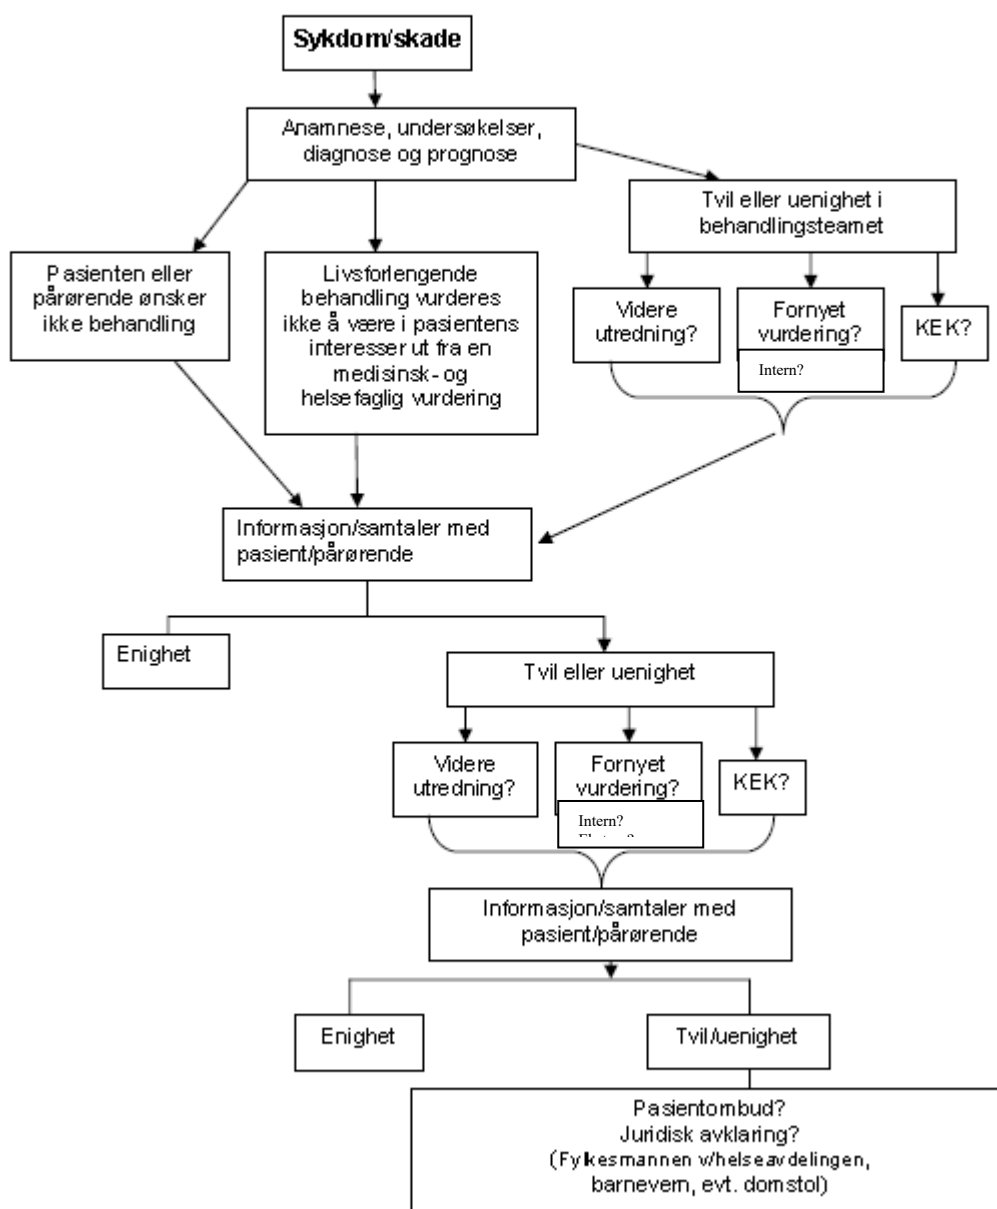 Sykdom/skade
Anamnese, undersøkelser,
diagnose og prognose
Tvil eller uenighet i
behandlingsteamet
Pasienten eller
pårørende ønsker
ikke behandling
Livsforlengende
behandling vurderes
ikke å være i pasientens
interesser ut fra en
medisinsk- og
helsefaglig vurdering
Videre
utredning?
Fornyet
vurdering?
Intern?
KEK?
Informasjon/samtaler med
pasient/pårørende
Enighet
Tvil eller uenighet
Videre
utredning?
Fornyet
vurdering?
Intern?
KEK?
Informasjon/samtaler med
pasient/pårørende
Enighet
Tvil/uenighet
Pasientombud?
Juridisk avklaring?
(Fylkesmannen v/helseavdelingen,
barnevern, evt. domstol)